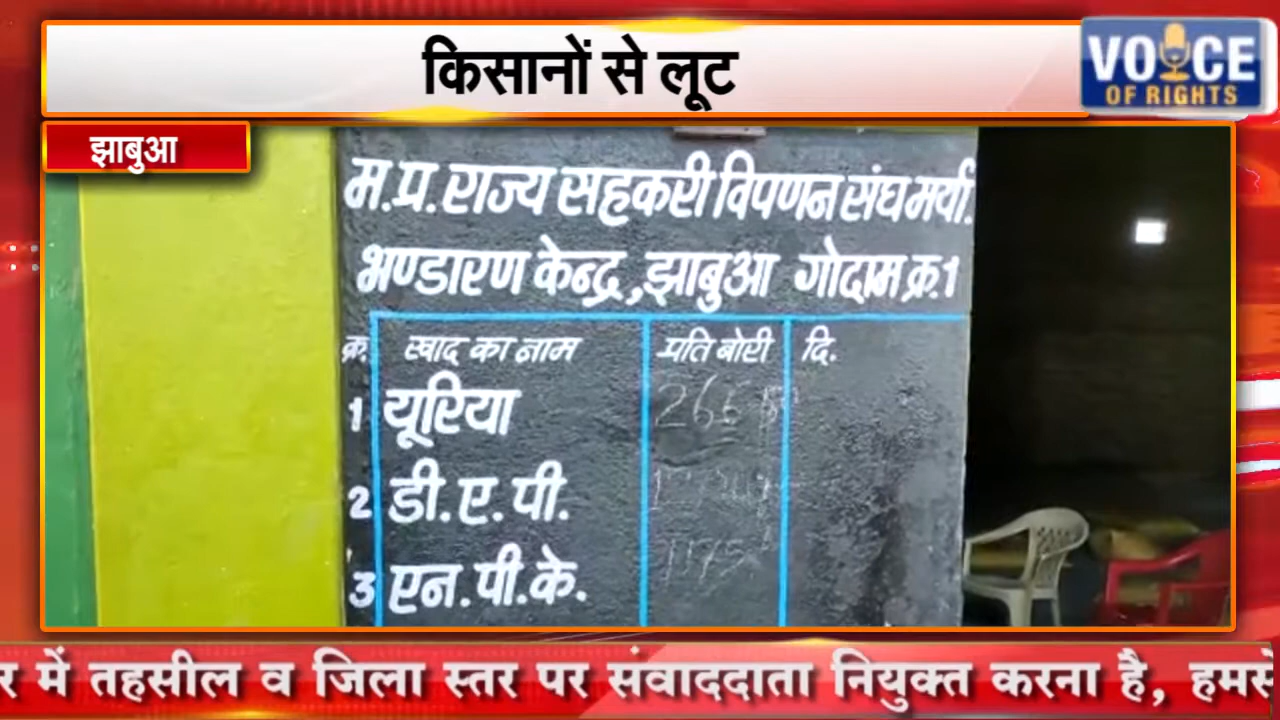 किसानों से लूट
VOICE
OF RIGHTS
झाबुआ
म.प्र. राज्य सहकरी विपणन संघ मर्या.
भण्डारण केन्द्र, झाबुआ गोदाम क्र.1
क्र. खाद का नाम प्रति बोरी दि.
1 यूरिया
2 डी.ए.पी.
3 एन.पी.के.
र में तहसील व जिला स्तर पर संवाददाता नियुक्त करना है, हमसे